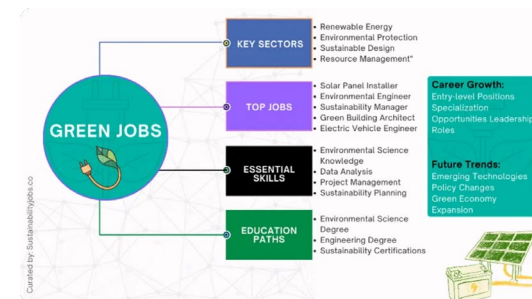 GREEN JOBS
Curated by: Sustainabilityjobs.co
KEY SECTORS
• Renewable Energy
• Environmental Protection
• Sustainable Design
• Resource Management"
TOP JOBS
• Solar Panel Installer
• Environmental Engineer
• Sustainability Manager
• Green Building Architect
• Electric Vehicle Engineer
ESSENTIAL
SKILLS
• Environmental Science
Knowledge
• Data Analysis
• Project Management
• Sustainability Planning
EDUCATION
PATHS
• Environmental Science
Degree
• Engineering Degree
• Sustainability Certifications
Career Growth:
Entry-level Positions
Specialization
Opportunities Leadership
Roles
Future Trends:
Emerging Technologies
Policy Changes
Green Economy
Expansion